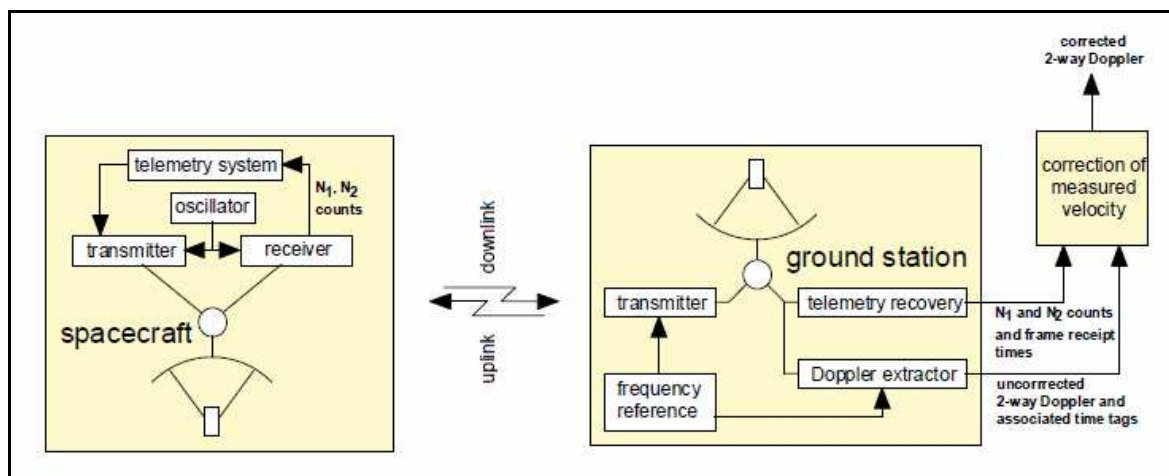 telemetry system
N1, N2
counts
oscillator
transmitter
receiver
spacecraft
downlink
uplink
ground station
transmitter
telemetry recovery
frequency
reference
Doppler extractor
N1 and N2 counts
and frame receipt
times
uncorrrected
2-way Doppler and
associated time tags
correction of
measured
velocity
corrected
2-way Doppler